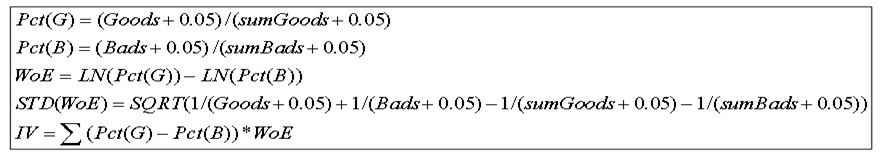 Pct(G) = (Goods + 0.05)/(sumGoods + 0.05)
Pct(B) = (Bads + 0.05)/(sumBads + 0.05)
WoE = LN(Pct(G)) − LN(Pct(B))
STD(WoE) = SQRT(1/(Goods + 0.05) + 1/(Bads + 0.05) − 1/(sumGoods + 0.05) − 1/(sumBads + 0.05))
IV = ∑ (Pct(G) − Pct(B)) * WoE